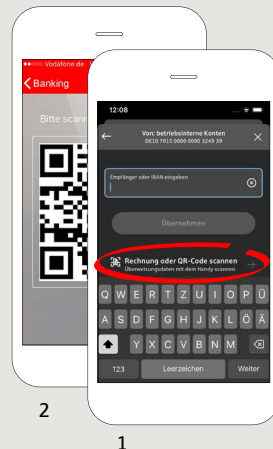 Vodafone.de
Banking
Bitte scann
12:08
Von: betriebsinterne Konten
DE10 7015 0000 0000 3249 39
Empfänger oder IBAN eingeben
Übernehmen
Rechnung oder QR-Code scannen
Überweisungsdaten mit dem Handy scannen
Q W E R T Z U I O P Ü
A S D F G H J K L Ö Ä
Y X C V B N M
123 Leerzeichen Weiter
2
1